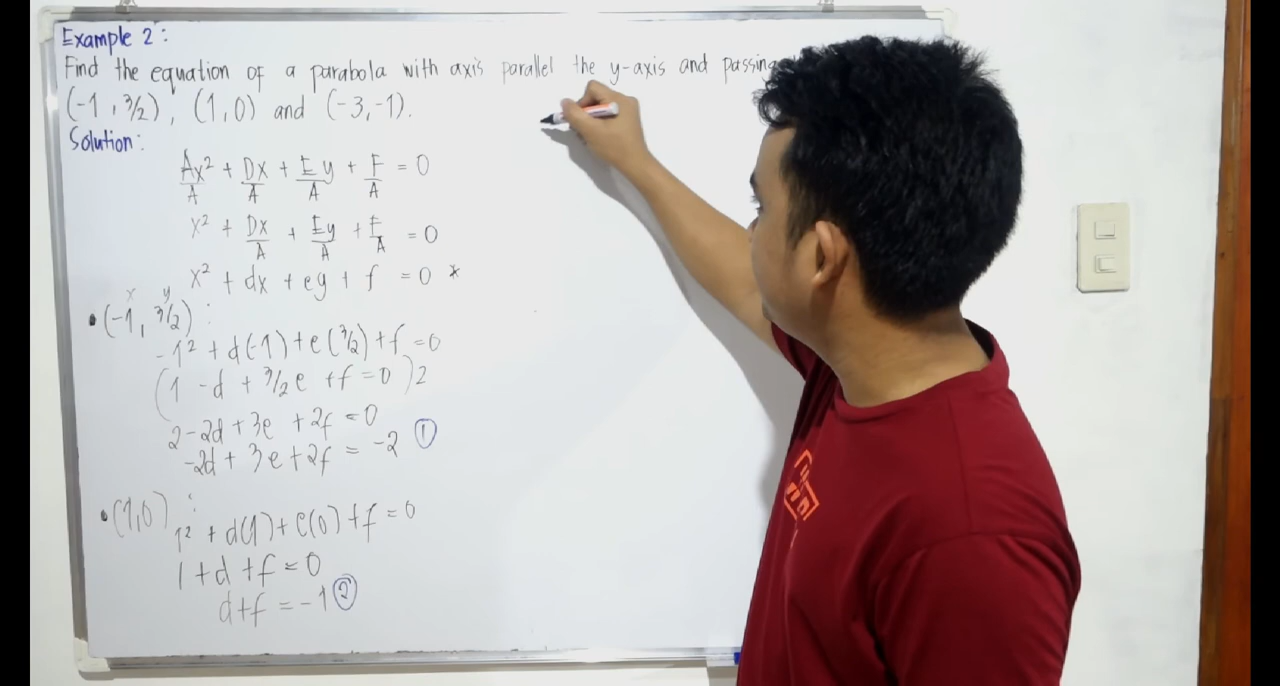 Example 2:
Find the equation of a parabola with axis parallel the y-axis and passing
(-1, 3/2), (1,0) and (-3,-1).
Solution:
Ax²/A + Dx/A + Ey/A + F/A = 0
x² + Dx/A + Ey/A + F/A = 0
x² + dx + ey + f = 0 *
x y
• (-1, 3/2) :
-1² + d(-1) + e(3/2) + f = 0
(1 - d + 3/2 e + f = 0) 2
2 - 2d + 3e + 2f = 0
-2d + 3e + 2f = -2 ①
• (1,0) :
1² + d(1) + e(0) + f = 0
1 + d + f = 0
d + f = -1 ②